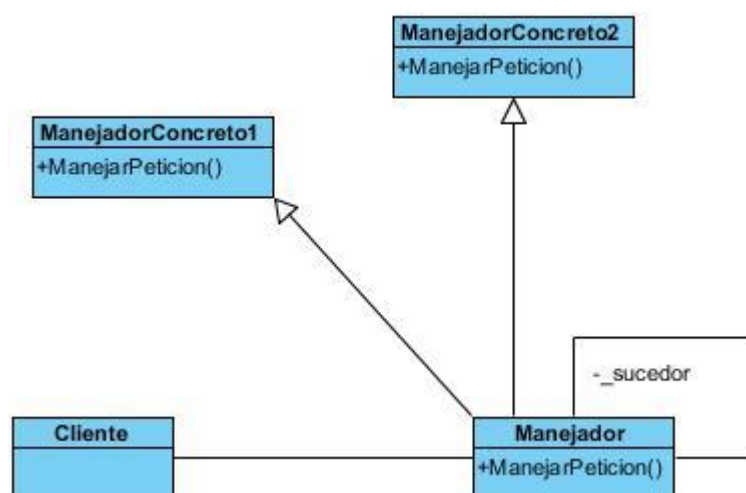 ManejadorConcreto2
+ManejarPeticion()
ManejadorConcreto1
+ManejarPeticion()
-_sucedor
Cliente
Manejador
+ManejarPeticion()